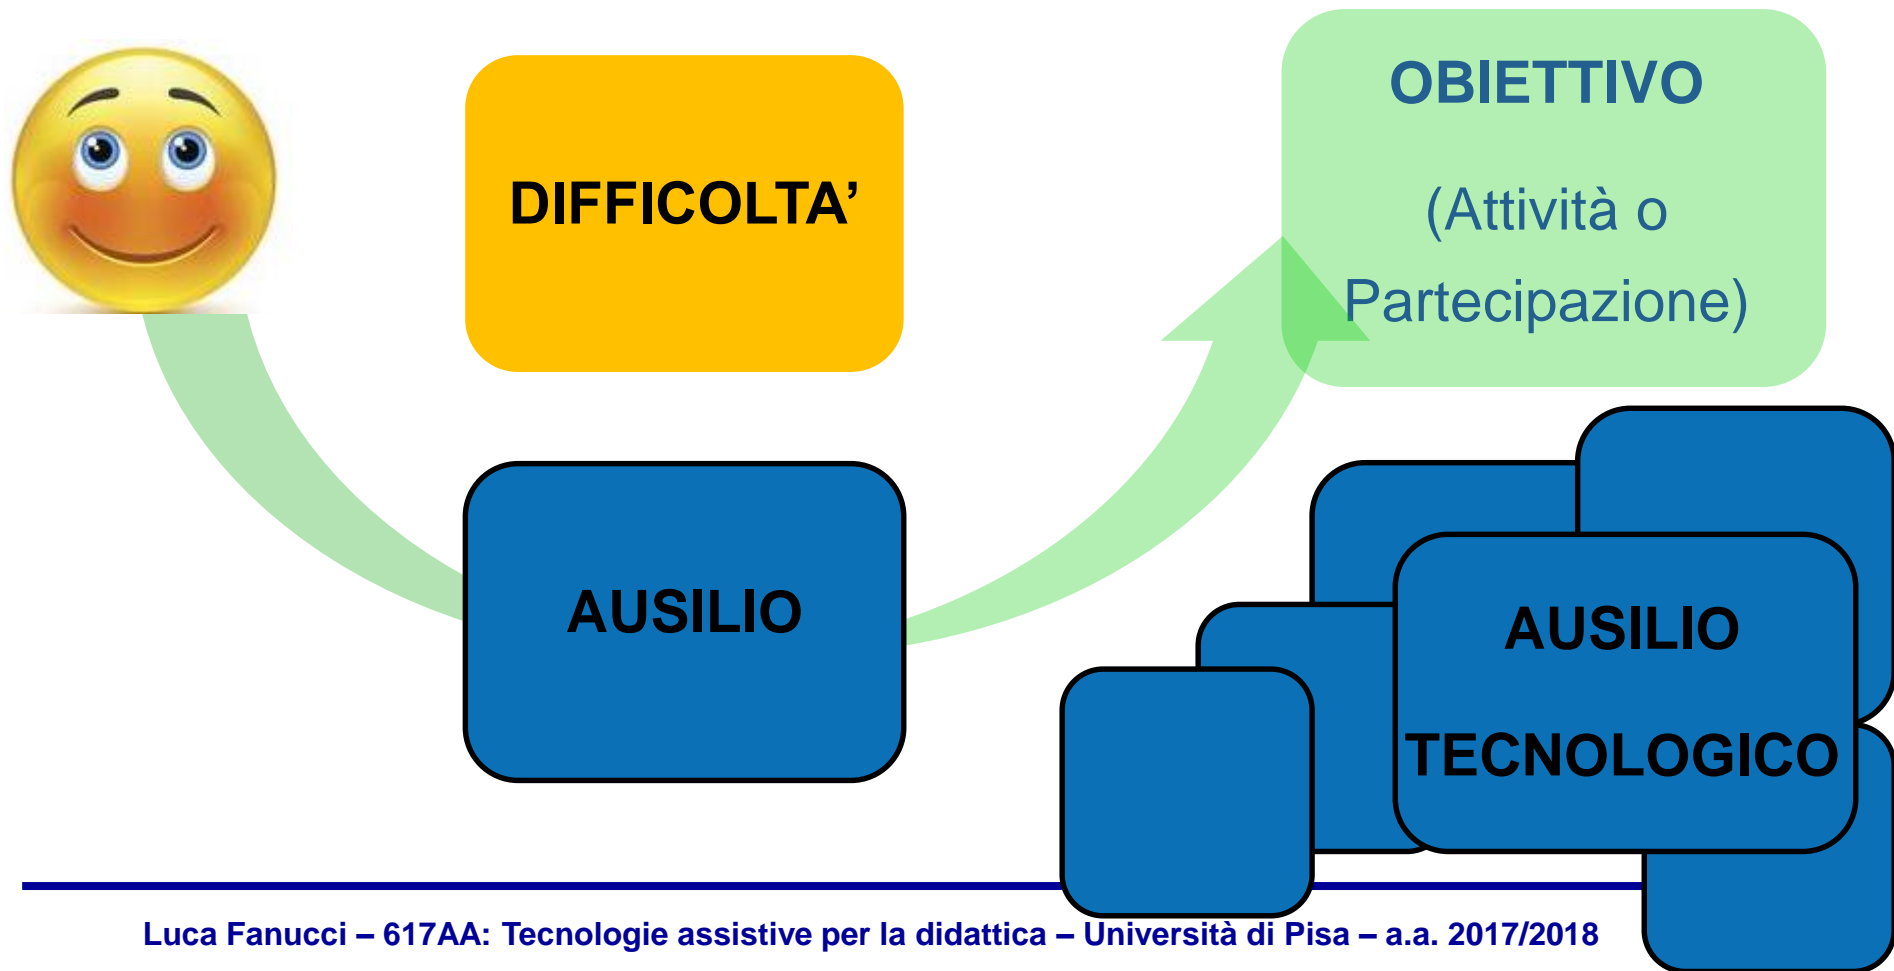 DIFFICOLTA’
OBIETTIVO
(Attività o
Partecipazione)
AUSILIO
AUSILIO
TECNOLOGICO
Luca Fanucci – 617AA: Tecnologie assistive per la didattica – Università di Pisa – a.a. 2017/2018